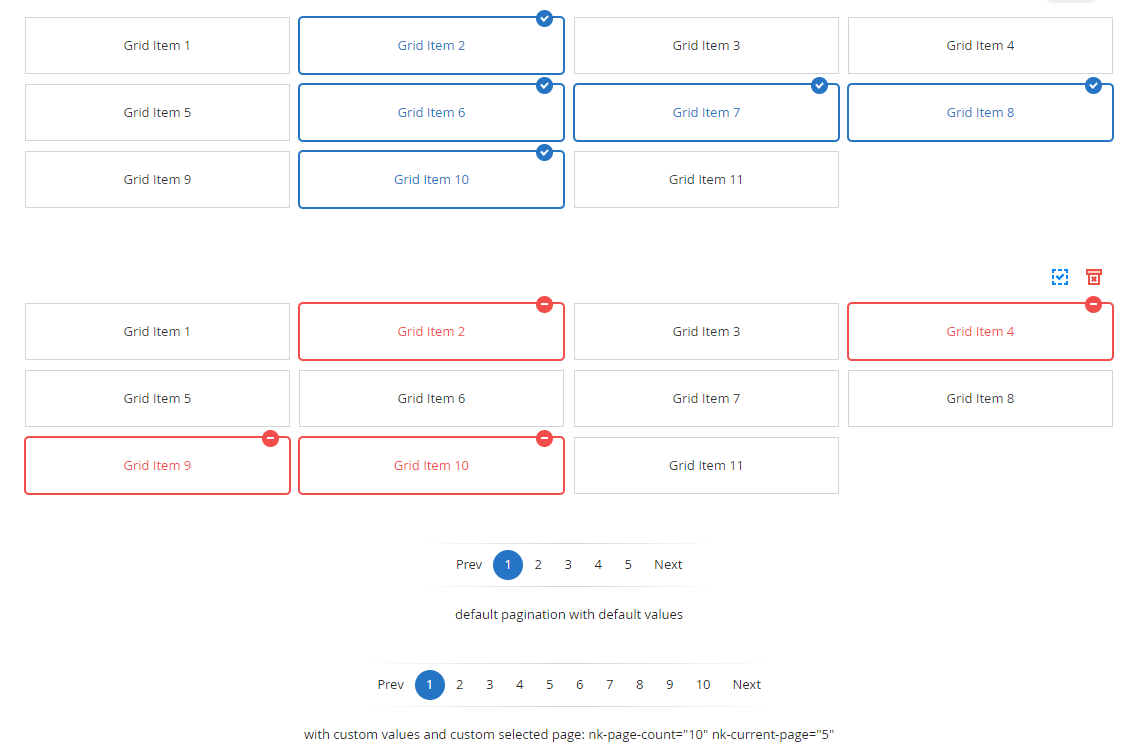 Grid Item 1 Grid Item 2 Grid Item 3 Grid Item 4
Grid Item 5 Grid Item 6 Grid Item 7 Grid Item 8
Grid Item 9 Grid Item 10 Grid Item 11
Grid Item 1 Grid Item 2 Grid Item 3 Grid Item 4
Grid Item 5 Grid Item 6 Grid Item 7 Grid Item 8
Grid Item 9 Grid Item 10 Grid Item 11
Prev 1 2 3 4 5 Next
default pagination with default values
Prev 1 2 3 4 5 6 7 8 9 10 Next
with custom values and custom selected page: nk-page-count="10" nk-current-page="5"